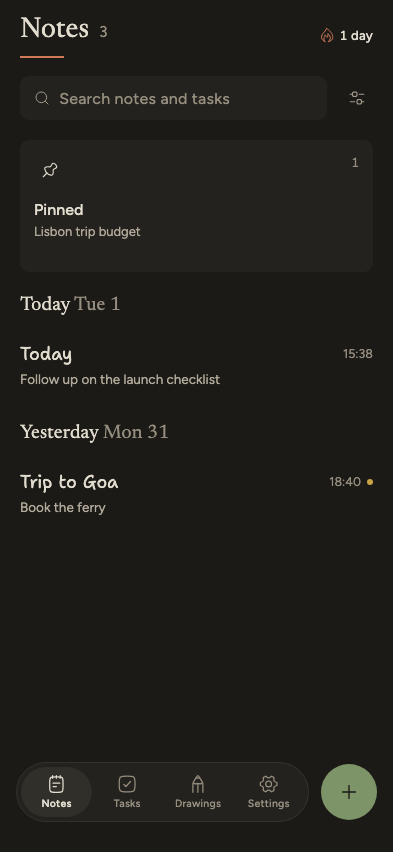 Notes 3
1 day
Search notes and tasks
1
Pinned
Lisbon trip budget
Today Tue 1
Today 15:38
Follow up on the launch checklist
Yesterday Mon 31
Trip to Goa 18:40
Book the ferry
Notes Tasks Drawings Settings